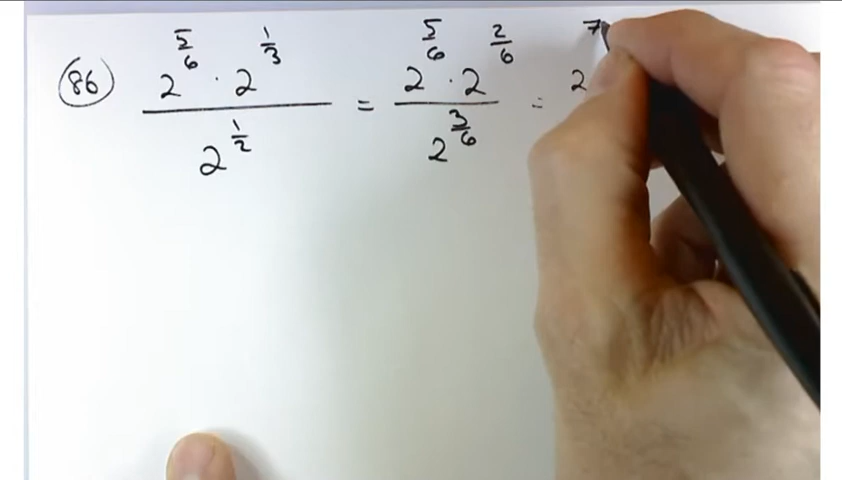 (86) 2^(5/6) · 2^(1/3) / 2^(1/2) = 2^(5/6) · 2^(2/6) / 2^(3/6) = 2^7